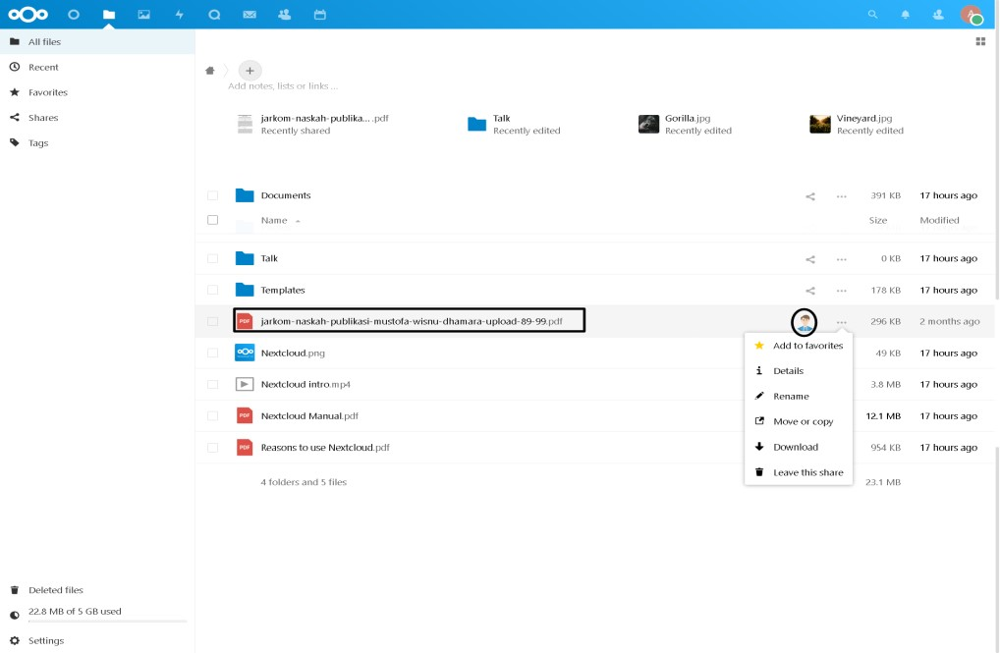 All files
Recent
Favorites
Shares
Tags
Add notes, lists or links ...
jarkom-naskah-publika... .pdf
Recently shared
Talk
Recently edited
Gorilla.jpg
Recently edited
Vineyard.jpg
Recently edited
Documents 391 KB 17 hours ago
Name Size Modified
Talk 0 KB 17 hours ago
Templates 178 KB 17 hours ago
PDF jarkom-naskah-publikasi-mustofa-wisnu-dhamara-upload-89-99.pdf 296 KB 2 months ago
Nextcloud.png 49 KB 17 hours ago
Nextcloud intro.mp4 3.8 MB 17 hours ago
PDF Nextcloud Manual.pdf 12.1 MB 17 hours ago
PDF Reasons to use Nextcloud.pdf 954 KB 17 hours ago
4 folders and 5 files 23.1 MB
Add to favorites
Details
Rename
Move or copy
Download
Leave this share
Deleted files
22.8 MB of 5 GB used
Settings